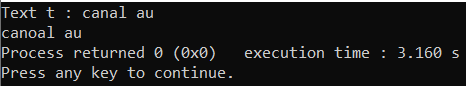 Text t : canal au
canoal au
Process returned 0 (0x0)   execution time : 3.160 s
Press any key to continue.